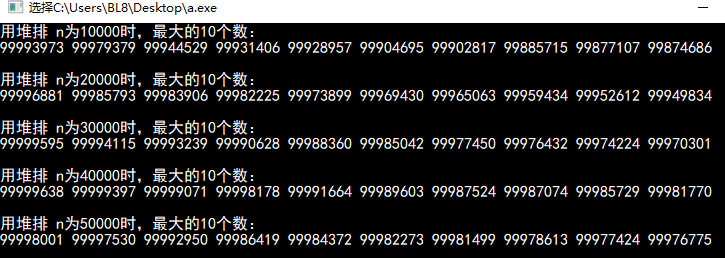 选择C:\Users\BL8\Desktop\a.exe
用堆排 n为10000时，最大的10个数：
99993973 99979379 99944529 99931406 99928957 99904695 99902817 99885715 99877107 99874686
用堆排 n为20000时，最大的10个数：
99996881 99985793 99983906 99982225 99973899 99969430 99965063 99959434 99952612 99949834
用堆排 n为30000时，最大的10个数：
99999595 99994115 99993239 99990628 99988360 99985042 99977450 99976432 99974224 99970301
用堆排 n为40000时，最大的10个数：
99999638 99999397 99999071 99998178 99991664 99989603 99987524 99987074 99985729 99981770
用堆排 n为50000时，最大的10个数：
99998001 99997530 99992950 99986419 99984372 99982273 99981499 99978613 99977424 99976775